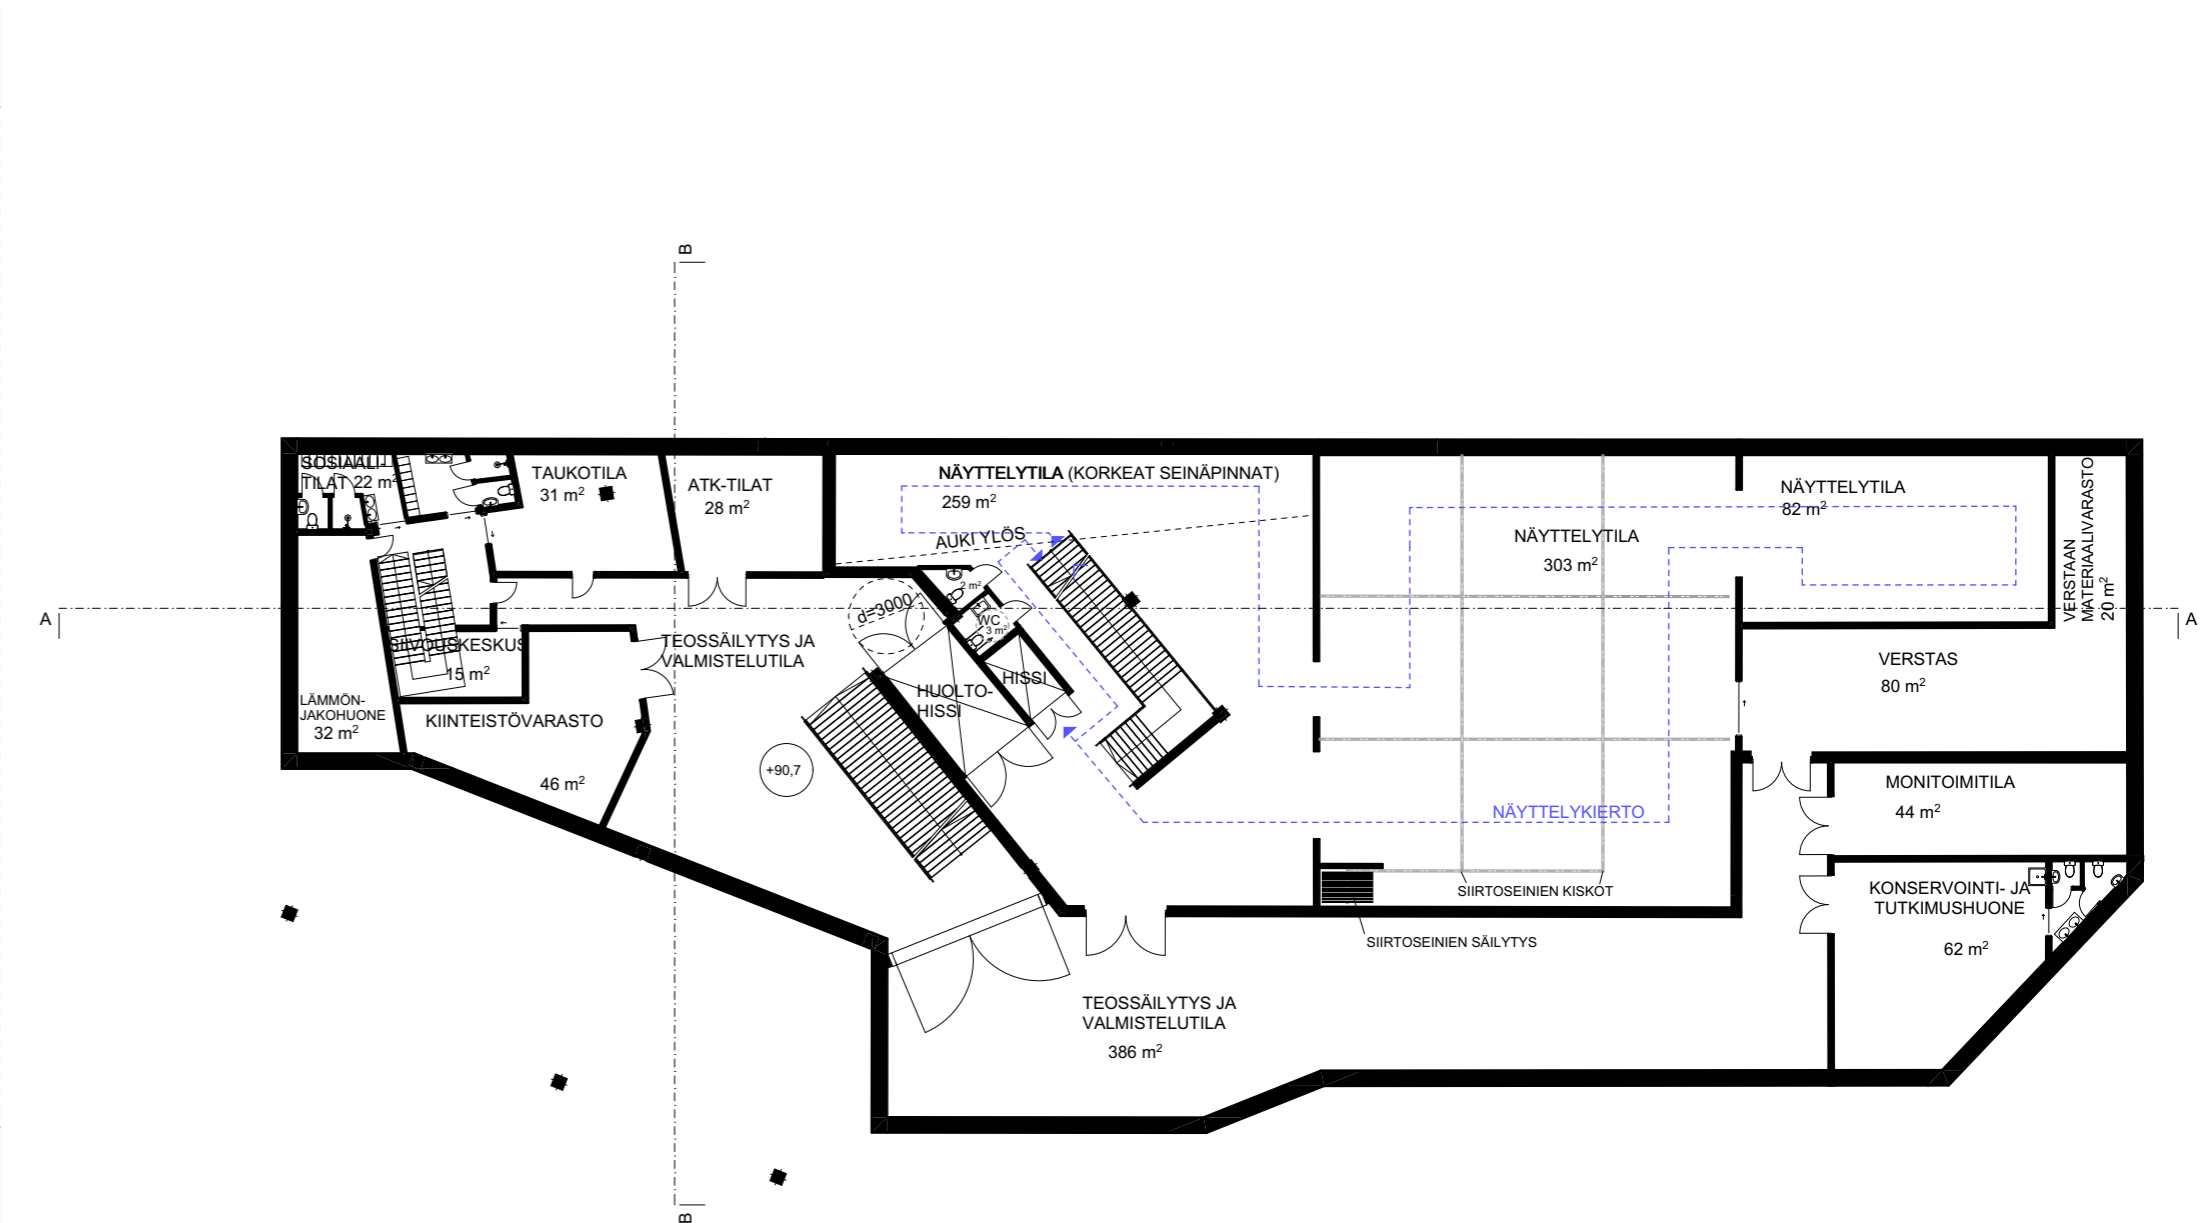 B
SOSIAALI-
TILAT 22 m²
TAUKOTILA
31 m²
ATK-TILAT
28 m²
NÄYTTELYTILA (KORKEAT SEINÄPINNAT)
259 m²
AUKI YLÖS
NÄYTTELYTILA
303 m²
NÄYTTELYTILA
82 m²
VERSTAAN
MATERIAALIVARASTO
20 m²
A
A
d=3000
2 m²
WC
3 m²
SIIVOUSKESKUS
15 m²
TEOSSÄILYTYS JA
VALMISTELUTILA
HUOLTO-
HISSI
HISSI
VERSTAS
80 m²
LÄMMÖN-
JAKOHUONE
32 m²
KIINTEISTÖVARASTO
46 m²
+90,7
NÄYTTELYKIERTO
MONITOIMITILA
44 m²
SIIRTOSEINIEN KISKOT
SIIRTOSEINIEN SÄILYTYS
KONSERVOINTI- JA
TUTKIMUSHUONE
62 m²
TEOSSÄILYTYS JA
VALMISTELUTILA
386 m²
B